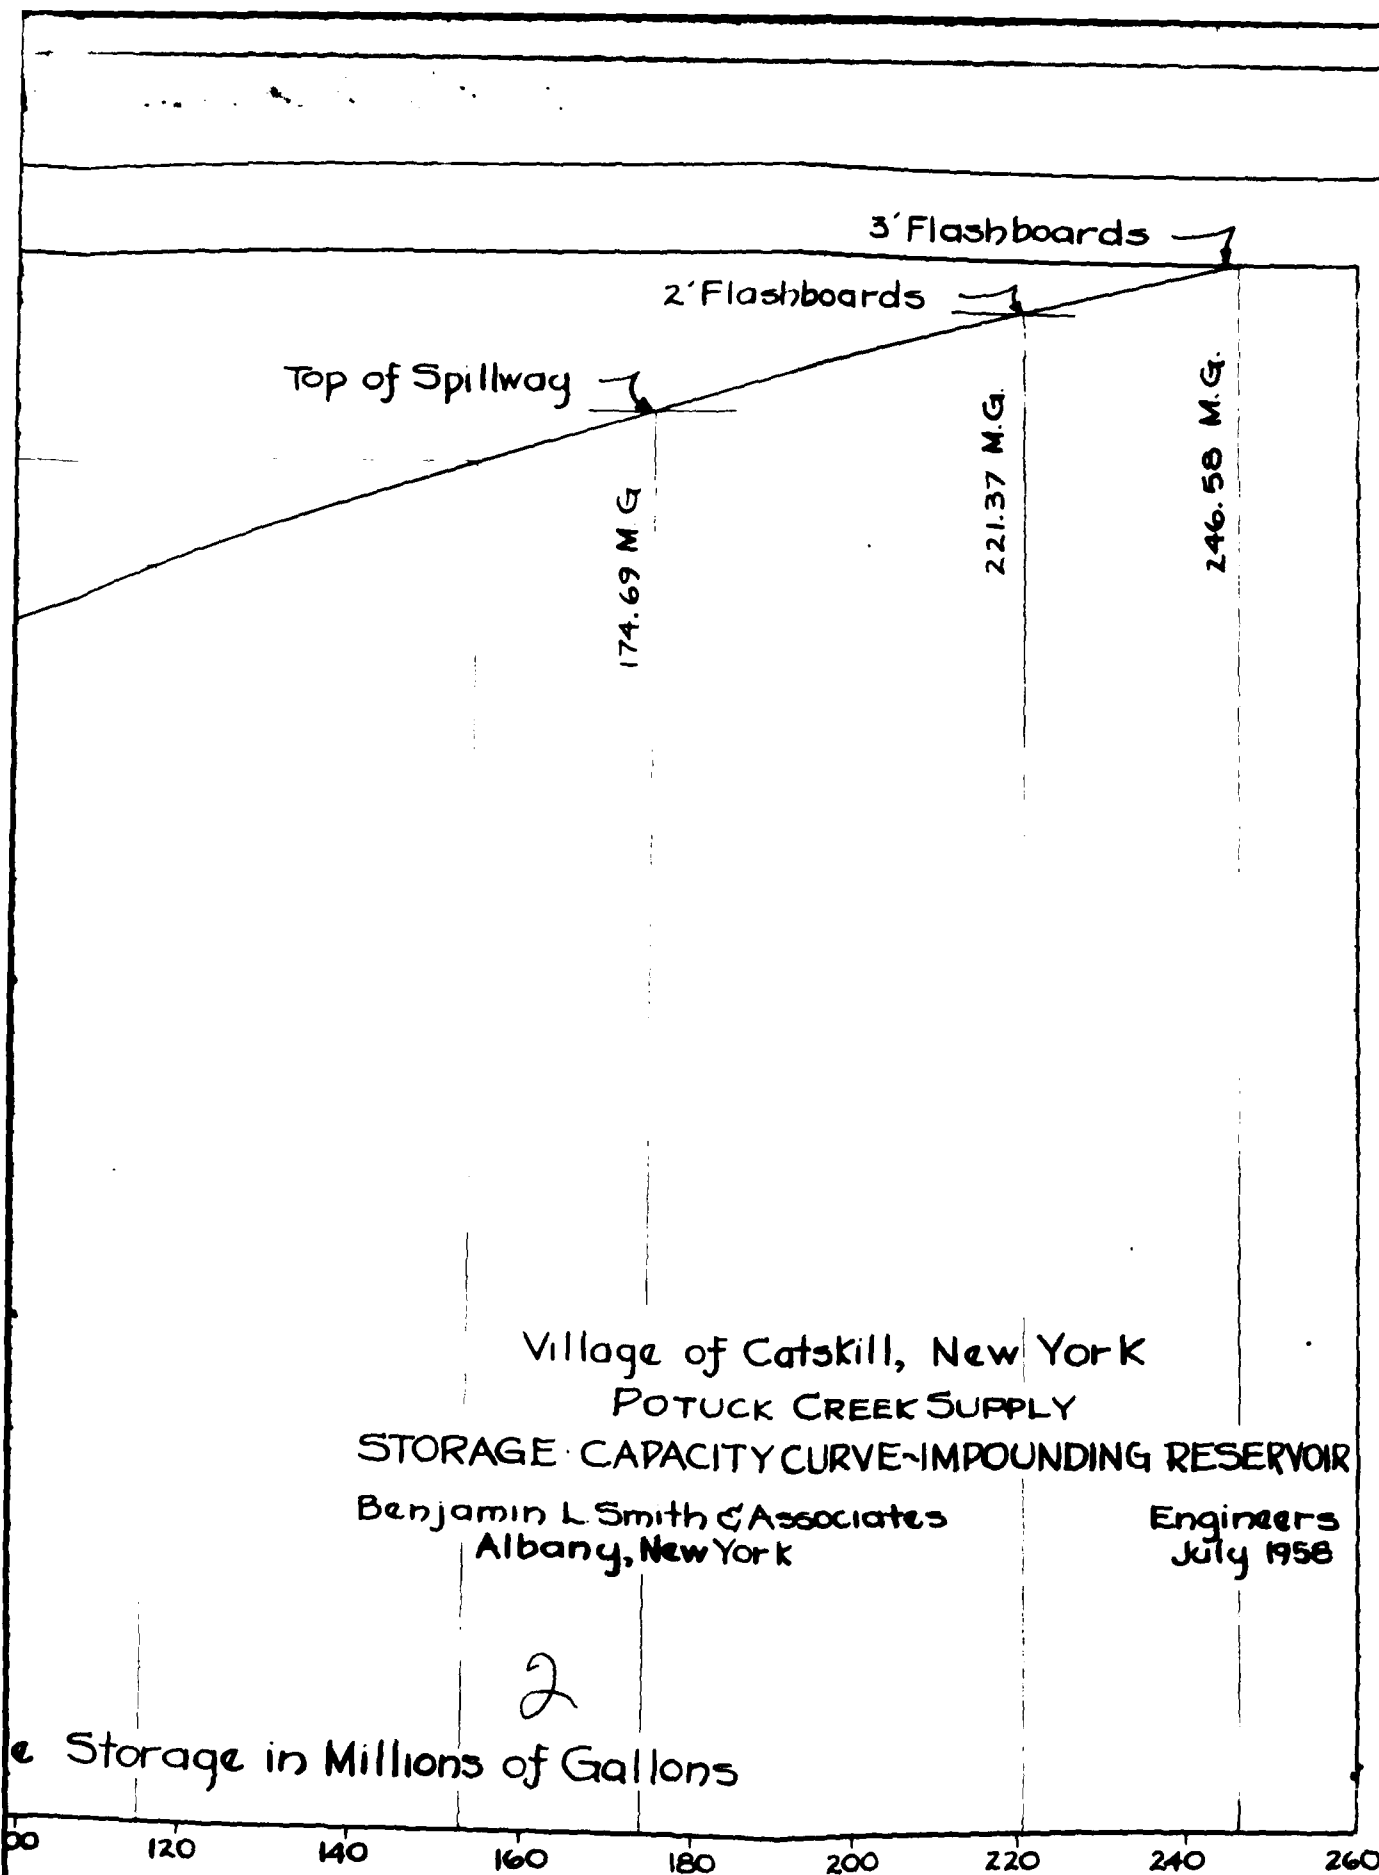 3' Flashboards
2' Flashboards
Top of Spillway
174.69 M.G
221.37 M.G.
246.58 M.G.
Village of Catskill, New York
POTUCK CREEK SUPPLY
STORAGE CAPACITY CURVE~IMPOUNDING RESERVOIR
Benjamin L. Smith & Associates Engineers
Albany, New York July 1958
2
e Storage in Millions of Gallons
00 120 140 160 180 200 220 240 260